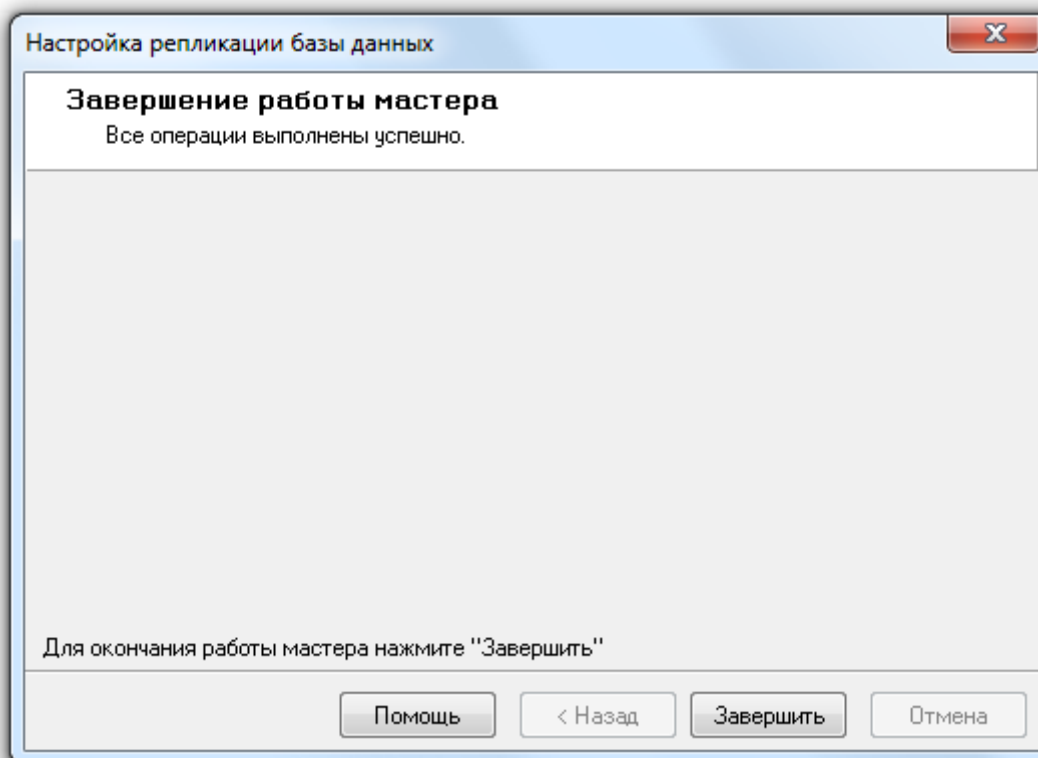 Настройка репликации базы данных
Завершение работы мастера
Все операции выполнены успешно.
Для окончания работы мастера нажмите "Завершить"
Помощь
< Назад
Завершить
Отмена